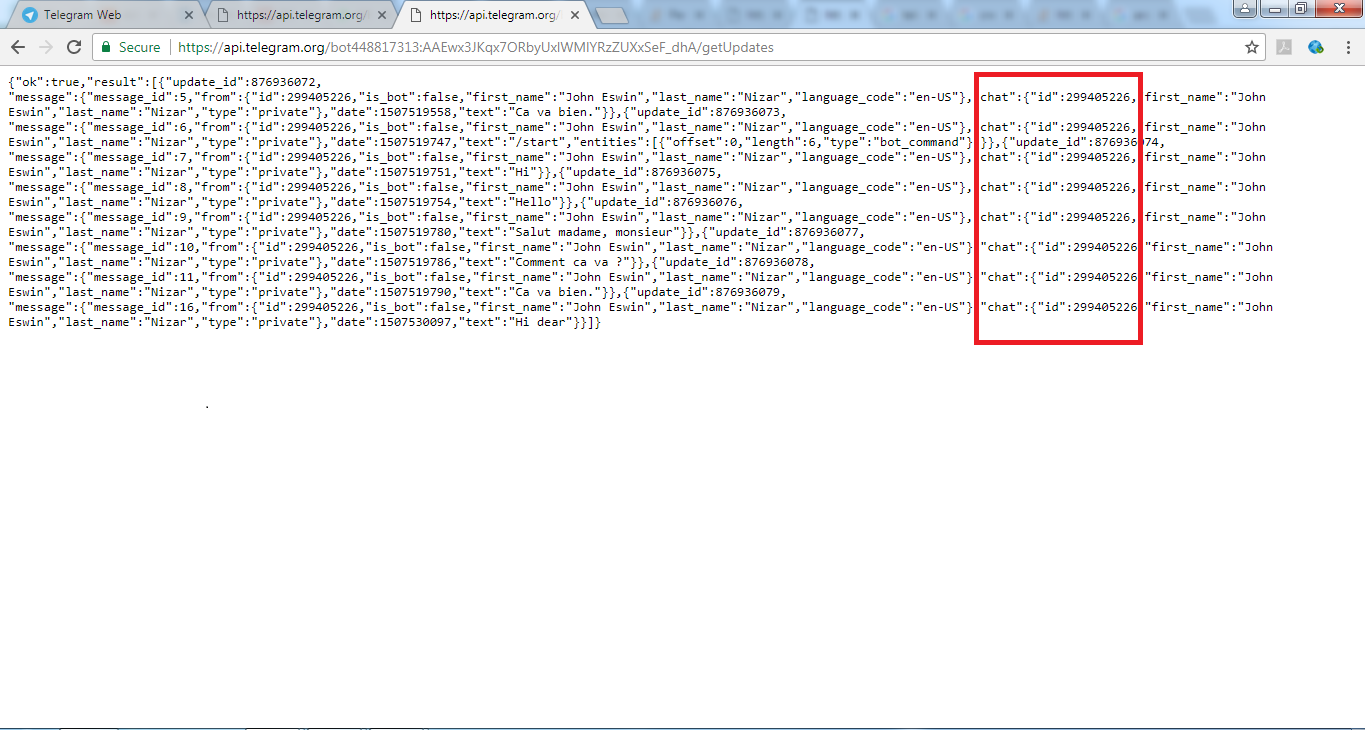 Telegram Web
https://api.telegram.org/
https://api.telegram.org/
Secure
https://api.telegram.org/bot448817313:AAEwx3JKqx7ORbyUxIWMIYRzZUXxSeF_dhA/getUpdates
{"ok":true,"result":[{"update_id":876936072,
"message":{"message_id":5,"from":{"id":299405226,"is_bot":false,"first_name":"John Eswin","last_name":"Nizar","language_code":"en-US"}, chat":{"id":299405226, first_name":"John
Eswin","last_name":"Nizar","type":"private"},"date":1507519558,"text":"Ca va bien."}},{"update_id":876936073,
"message":{"message_id":6,"from":{"id":299405226,"is_bot":false,"first_name":"John Eswin","last_name":"Nizar","language_code":"en-US"}, chat":{"id":299405226, first_name":"John
Eswin","last_name":"Nizar","type":"private"},"date":1507519747,"text":"/start","entities":[{"offset":0,"length":6,"type":"bot_command"} }},{"update_id":876936074,
"message":{"message_id":7,"from":{"id":299405226,"is_bot":false,"first_name":"John Eswin","last_name":"Nizar","language_code":"en-US"}, chat":{"id":299405226, first_name":"John
Eswin","last_name":"Nizar","type":"private"},"date":1507519751,"text":"Hi"}},{"update_id":876936075,
"message":{"message_id":8,"from":{"id":299405226,"is_bot":false,"first_name":"John Eswin","last_name":"Nizar","language_code":"en-US"}, chat":{"id":299405226, first_name":"John
Eswin","last_name":"Nizar","type":"private"},"date":1507519754,"text":"Hello"}},{"update_id":876936076,
"message":{"message_id":9,"from":{"id":299405226,"is_bot":false,"first_name":"John Eswin","last_name":"Nizar","language_code":"en-US"}, chat":{"id":299405226, first_name":"John
Eswin","last_name":"Nizar","type":"private"},"date":1507519780,"text":"Salut madame, monsieur"}},{"update_id":876936077,
"message":{"message_id":10,"from":{"id":299405226,"is_bot":false,"first_name":"John Eswin","last_name":"Nizar","language_code":"en-US"} "chat":{"id":299405226 "first_name":"John
Eswin","last_name":"Nizar","type":"private"},"date":1507519786,"text":"Comment ca va ?"}},{"update_id":876936078,
"message":{"message_id":11,"from":{"id":299405226,"is_bot":false,"first_name":"John Eswin","last_name":"Nizar","language_code":"en-US"} "chat":{"id":299405226 "first_name":"John
Eswin","last_name":"Nizar","type":"private"},"date":1507519790,"text":"Ca va bien."}},{"update_id":876936079,
"message":{"message_id":16,"from":{"id":299405226,"is_bot":false,"first_name":"John Eswin","last_name":"Nizar","language_code":"en-US"} "chat":{"id":299405226 "first_name":"John
Eswin","last_name":"Nizar","type":"private"},"date":1507530097,"text":"Hi dear"}}]}